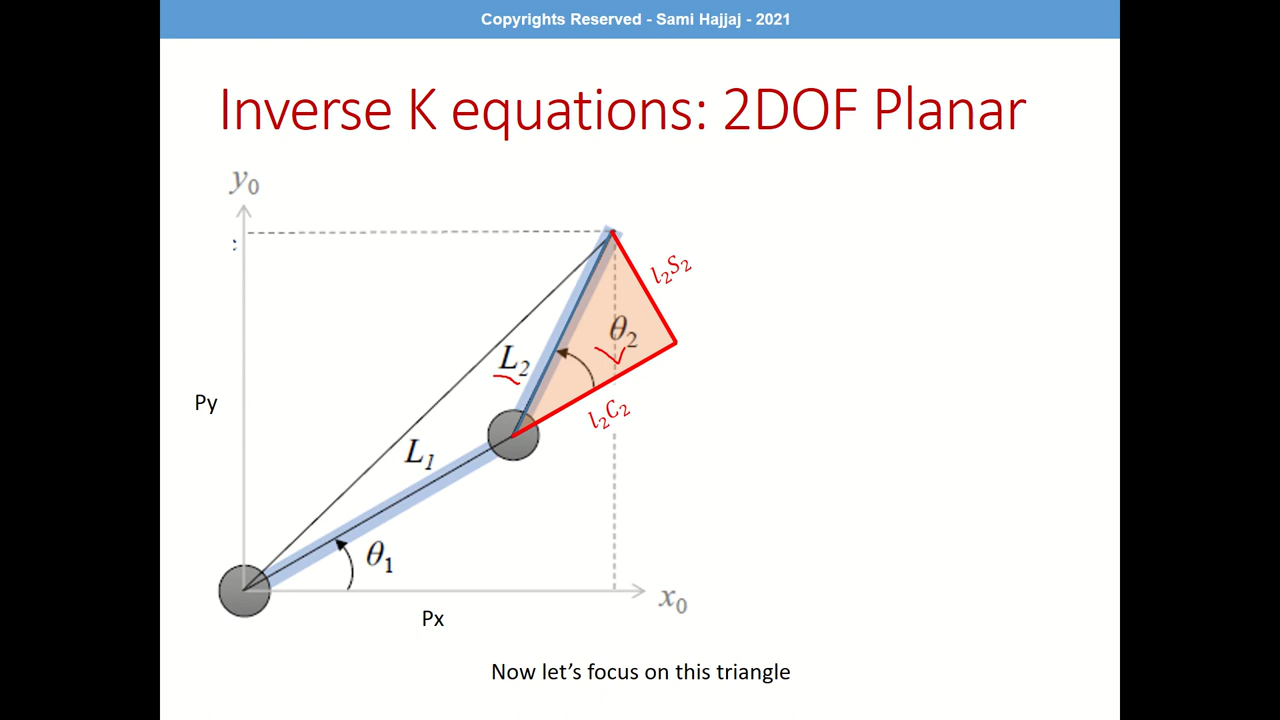 Copyrights Reserved - Sami Hajjaj - 2021
Inverse K equations: 2DOF Planar
y₀
l₂S₂
θ₂
L₂
Py
l₂C₂
L₁
θ₁
x₀
Px
Now let's focus on this triangle